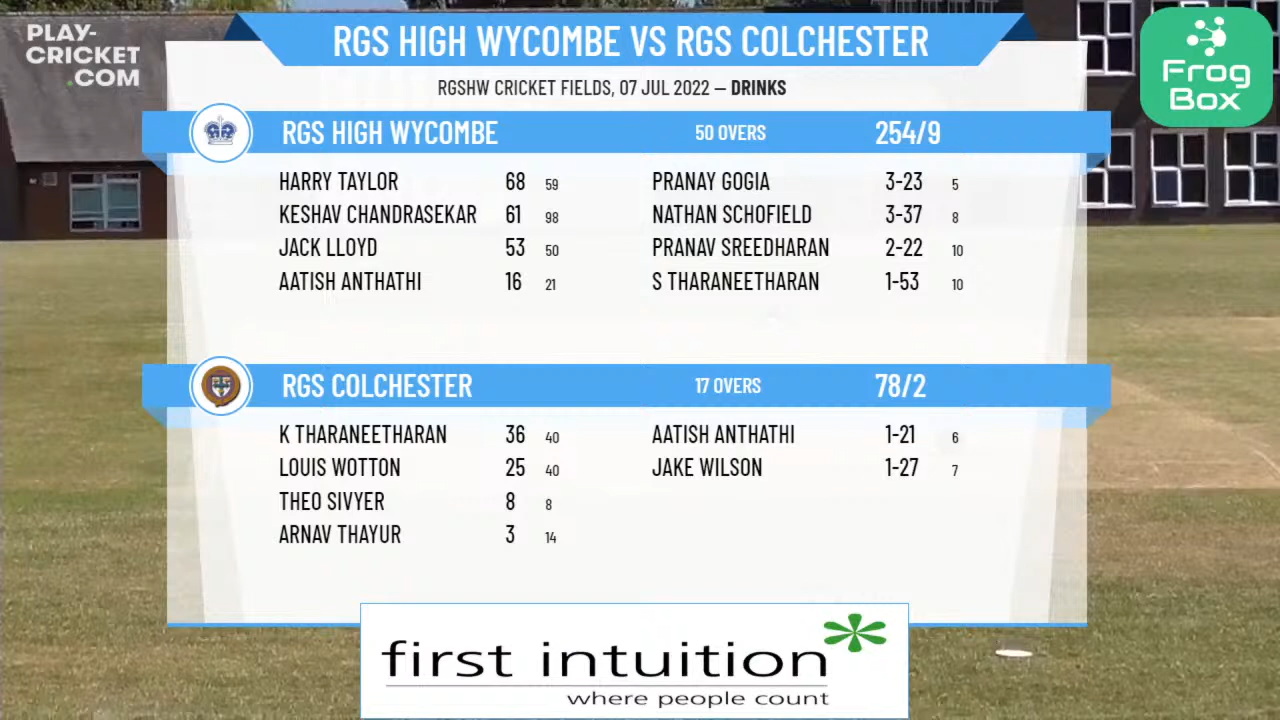 PLAY-
CRICKET
.COM
RGS HIGH WYCOMBE VS RGS COLCHESTER
Frog
Box
RGSHW CRICKET FIELDS, 07 JUL 2022 – DRINKS
RGS HIGH WYCOMBE 50 OVERS 254/9
HARRY TAYLOR 68 59 PRANAY GOGIA 3-23 5
KESHAV CHANDRASEKAR 61 98 NATHAN SCHOFIELD 3-37 8
JACK LLOYD 53 50 PRANAV SREEDHARAN 2-22 10
AATISH ANTHATHI 16 21 S THARANEETHARAN 1-53 10
RGS COLCHESTER 17 OVERS 78/2
K THARANEETHARAN 36 40 AATISH ANTHATHI 1-21 6
LOUIS WOTTON 25 40 JAKE WILSON 1-27 7
THEO SIVYER 8 8
ARNAV THAYUR 3 14
first intuition
where people count